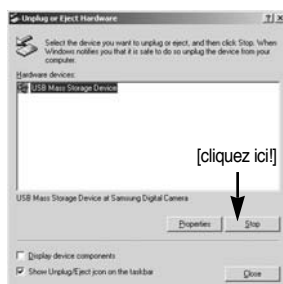 Unplug or Eject Hardware
Select the device you want to unplug or eject, and then click Stop. When
Windows notifies you that it is safe to do so unplug the device from your
computer.
Hardware devices:
USB Mass Storage Device
[cliquez ici!]
USB Mass Storage Device at Samsung Digital Camera
Properties
Stop
Display device components
Show Unplug/Eject icon on the taskbar
Close